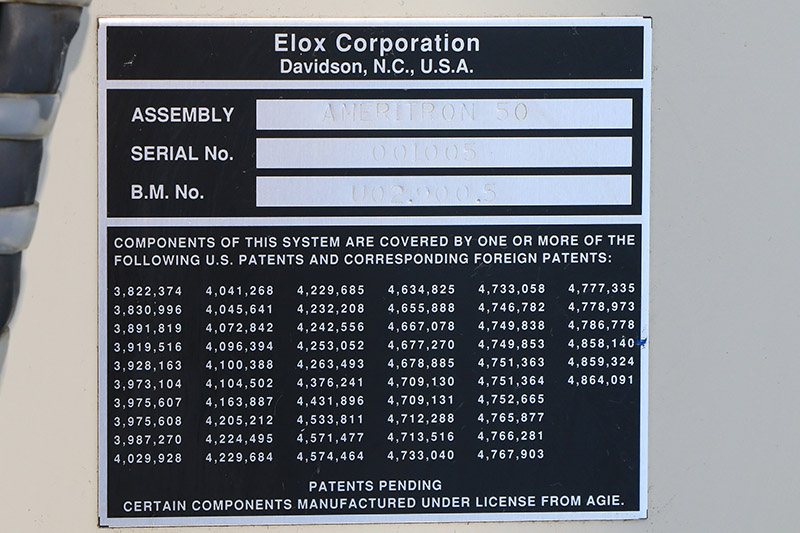 Elox Corporation
Davidson, N.C., U.S.A.
ASSEMBLY AMERITRON 50
SERIAL No. 001005
B.M. No. U02.900.5
COMPONENTS OF THIS SYSTEM ARE COVERED BY ONE OR MORE OF THE
FOLLOWING U.S. PATENTS AND CORRESPONDING FOREIGN PATENTS:
3,822,374 4,041,268 4,229,685 4,634,825 4,733,058 4,777,335
3,830,996 4,045,641 4,232,208 4,655,888 4,746,782 4,778,973
3,891,819 4,072,842 4,242,556 4,667,078 4,749,838 4,786,778
3,919,516 4,096,394 4,253,052 4,677,270 4,749,853 4,858,140
3,928,163 4,100,388 4,263,493 4,678,885 4,751,363 4,859,324
3,973,104 4,104,502 4,376,241 4,709,130 4,751,364 4,864,091
3,975,607 4,163,887 4,431,896 4,709,131 4,752,665
3,975,608 4,205,212 4,533,811 4,712,288 4,765,877
3,987,270 4,224,495 4,571,477 4,713,516 4,766,281
4,029,928 4,229,684 4,574,464 4,733,040 4,767,903
PATENTS PENDING
CERTAIN COMPONENTS MANUFACTURED UNDER LICENSE FROM AGIE.